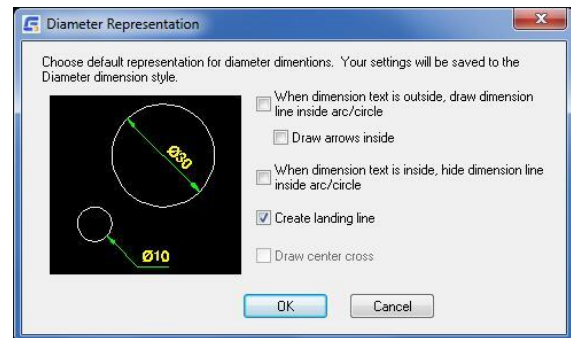 Diameter Representation
Choose default representation for diameter dimentions. Your settings will be saved to the
Diameter dimension style.
When dimension text is outside, draw dimension
line inside arc/circle
Draw arrows inside
When dimension text is inside, hide dimension line
inside arc/circle
Create landing line
Draw center cross
Ø30
Ø10
OK
Cancel